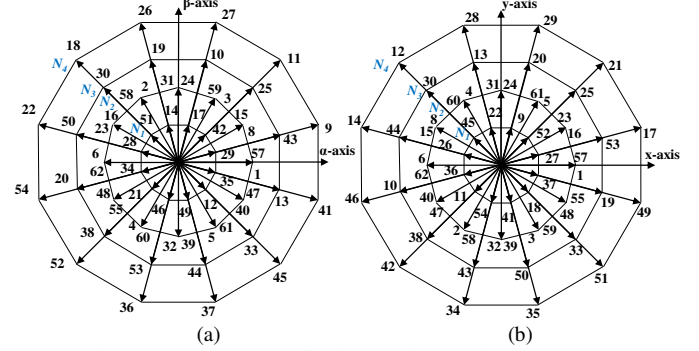 26 β-axis 27
18 19 10 11
N4 30 31 24
N3 58 2 59 3 25
N2 16 51 14 17 15
22 50 23 N1 42 8 43 9
28
6 29 57 α-axis
62 34 35 1
54 20 48 21 12 47 13 41
55 46 49 40
38 4 60 61 33
32 39 5
52 53 44 45
36 37
(a)
28 y-axis 29
12 13 20 21
N4 30 31 24
N3 60 4 61 5 25
N2 8 45 22 9 23
14 44 15 N1 52 16 53 17
26
6 27 57 x-axis
62 36 37 1
46 10 40 11 18 48 19 49
47 54 41 55
38 2 58 59 33
32 39 3
42 43 50 51
34 35
(b)